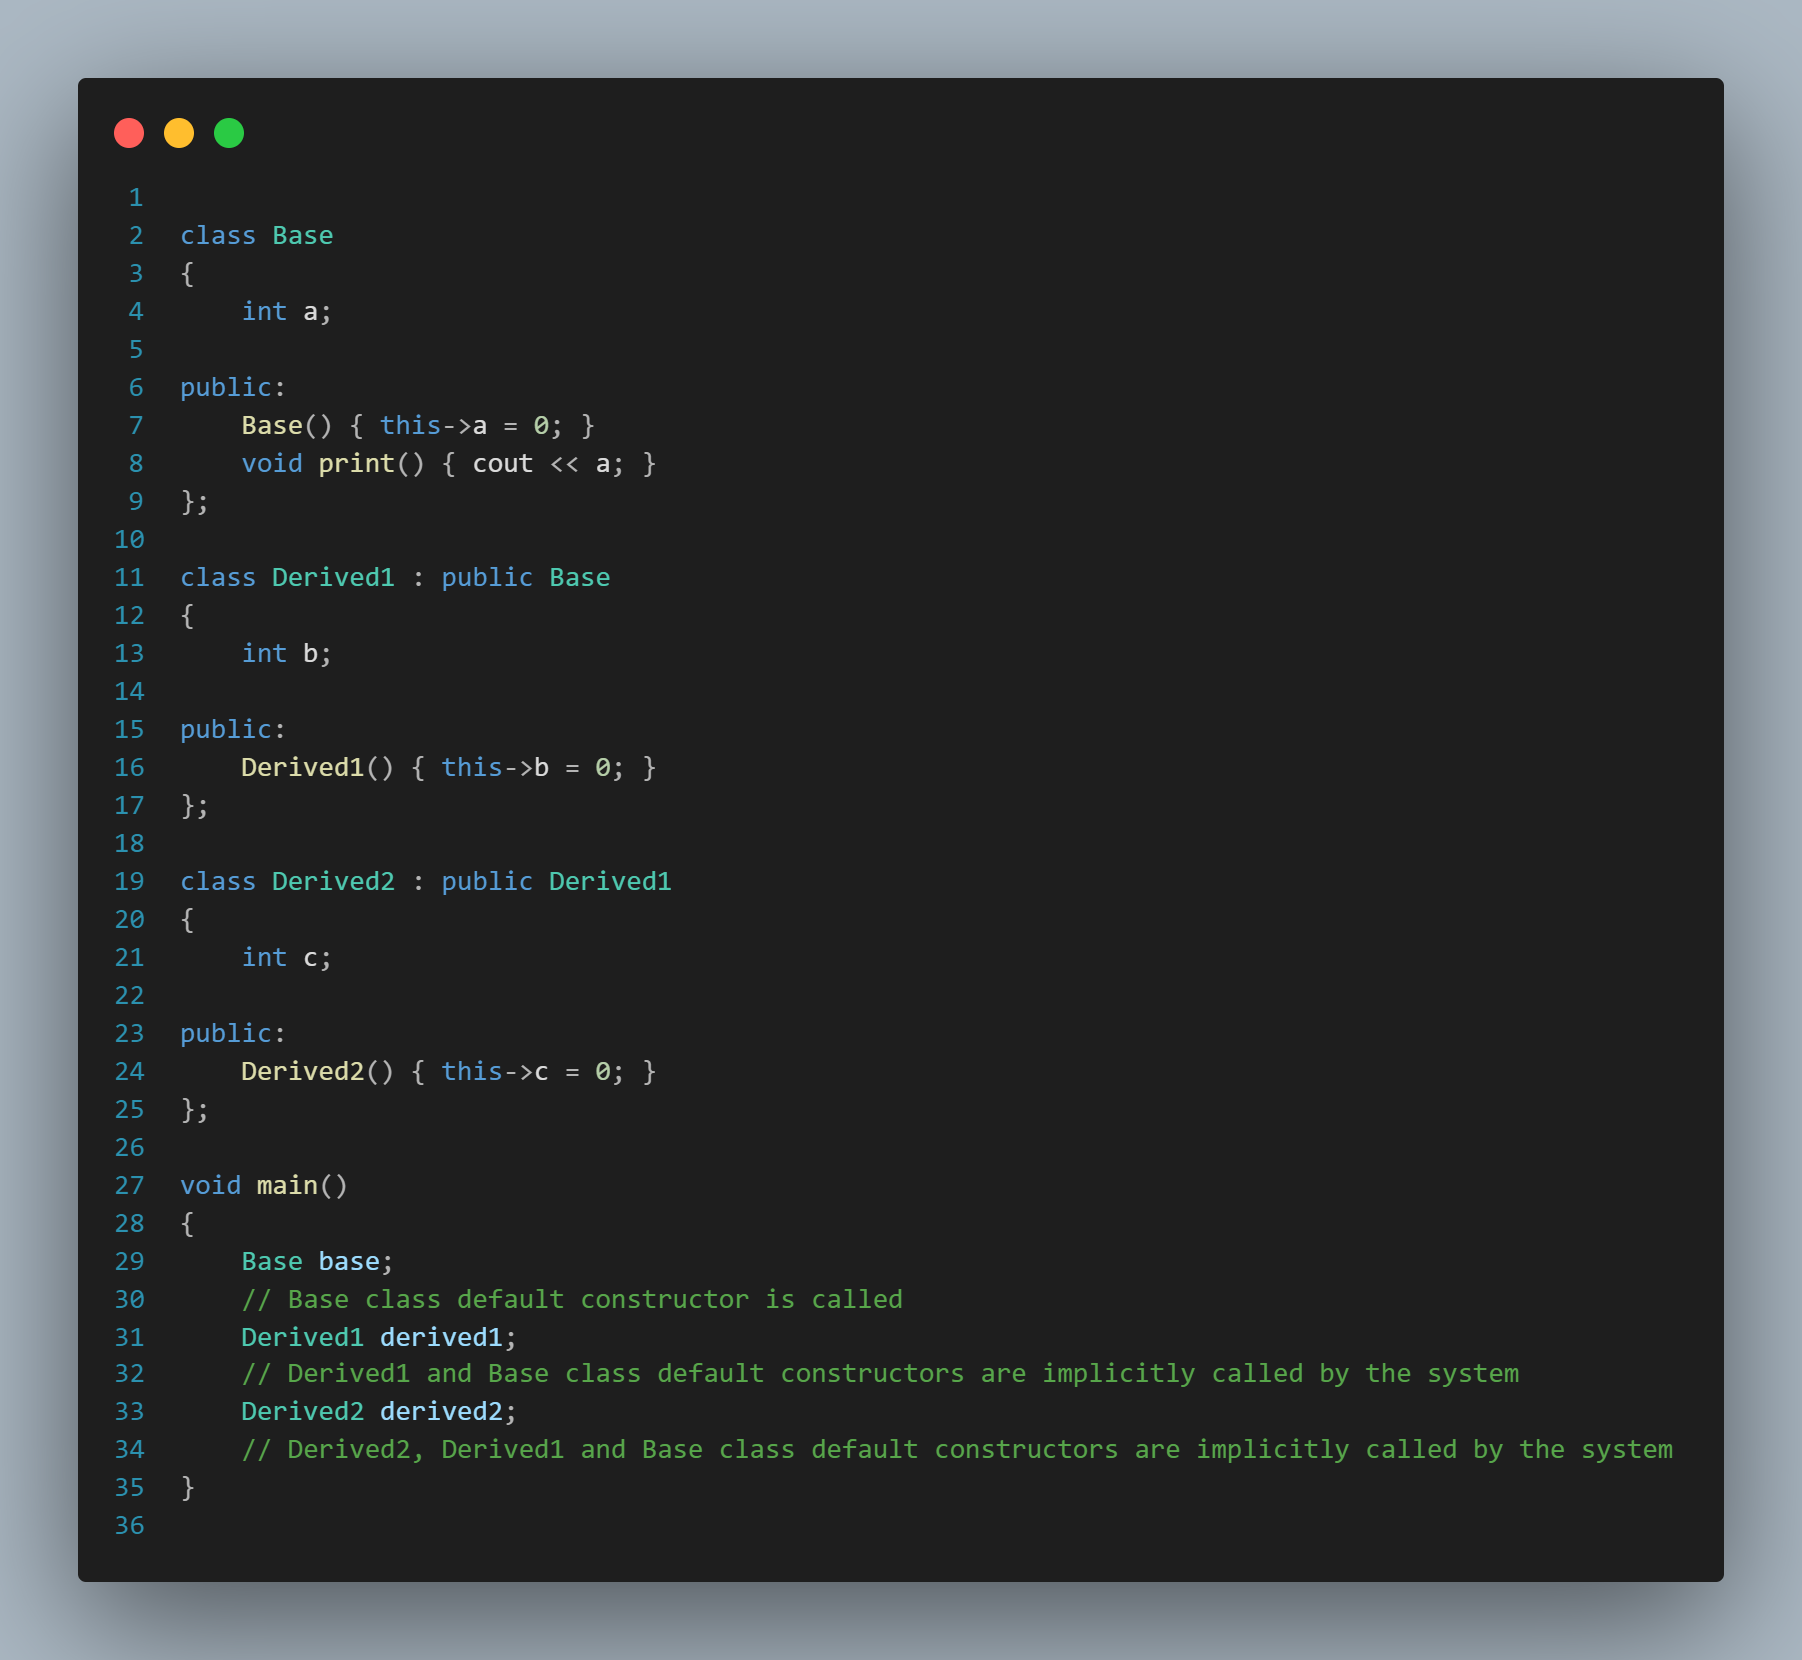 1
2 class Base
3 {
4     int a;
5
6 public:
7     Base() { this->a = 0; }
8     void print() { cout << a; }
9 };
10
11 class Derived1 : public Base
12 {
13     int b;
14
15 public:
16     Derived1() { this->b = 0; }
17 };
18
19 class Derived2 : public Derived1
20 {
21     int c;
22
23 public:
24     Derived2() { this->c = 0; }
25 };
26
27 void main()
28 {
29     Base base;
30     // Base class default constructor is called
31     Derived1 derived1;
32     // Derived1 and Base class default constructors are implicitly called by the system
33     Derived2 derived2;
34     // Derived2, Derived1 and Base class default constructors are implicitly called by the system
35 }
36